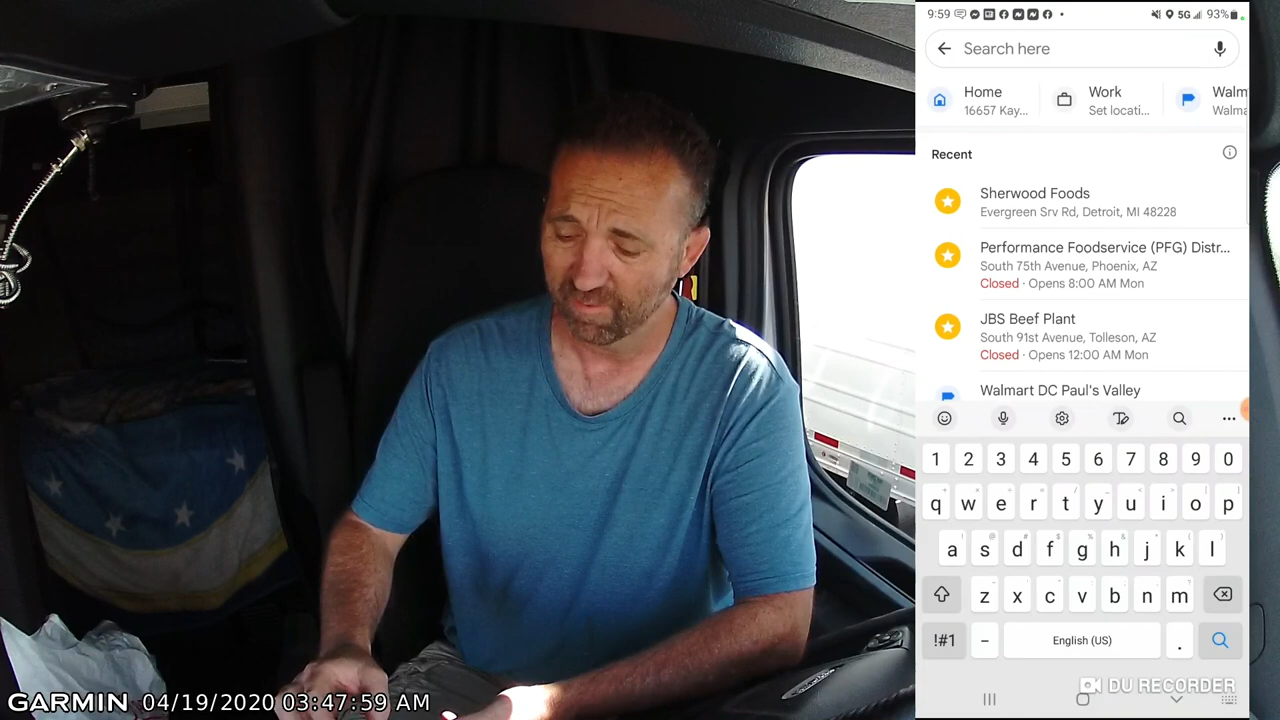 9:59
5G
93%
Search here
Home
16657 Kay...
Work
Set locati...
Walm
Walma
Recent
Sherwood Foods
Evergreen Srv Rd, Detroit, MI 48228
Performance Foodservice (PFG) Distr...
South 75th Avenue, Phoenix, AZ
Closed · Opens 8:00 AM Mon
JBS Beef Plant
South 91st Avenue, Tolleson, AZ
Closed · Opens 12:00 AM Mon
Walmart DC Paul's Valley
1 2 3 4 5 6 7 8 9 0
q w e r t y u i o p
a s d f g h j k l
z x c v b n m
!#1 – English (US) .
DU RECORDER
GARMIN 04/19/2020 03:47:59 AM